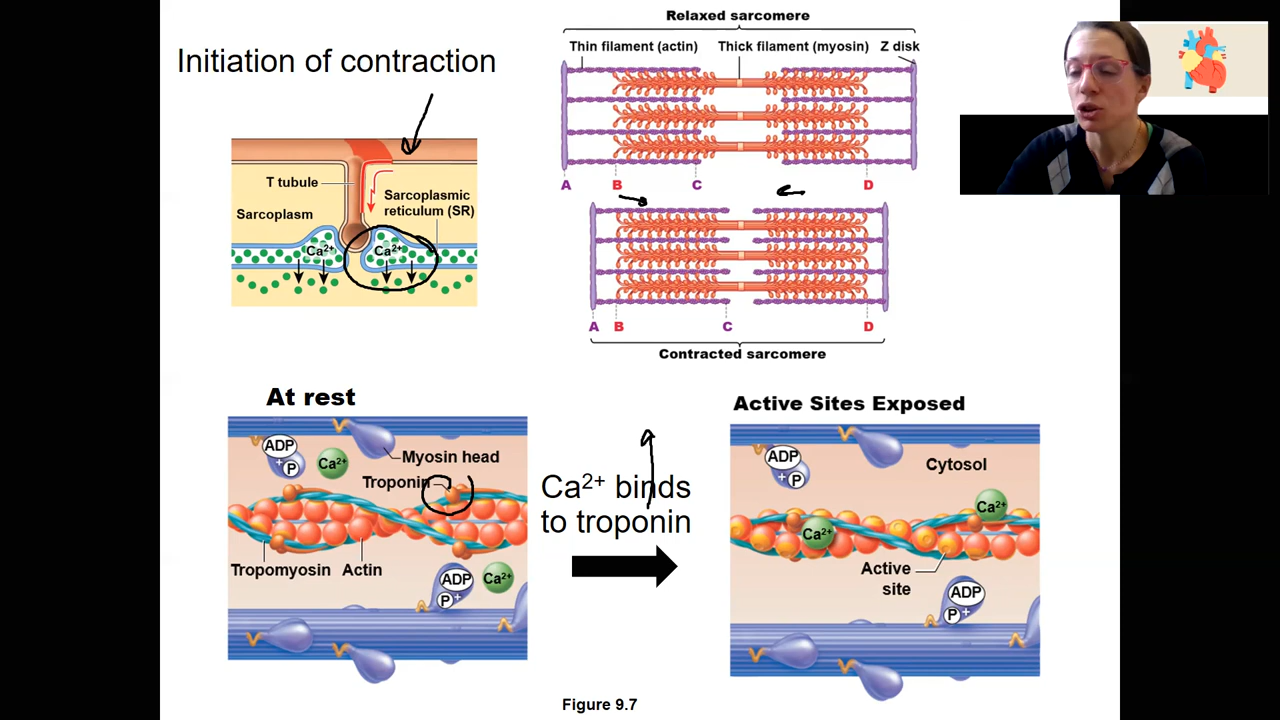 Initiation of contraction
T tubule
Sarcoplasm
Sarcoplasmic
reticulum (SR)
Ca²⁺
Ca²⁺
Relaxed sarcomere
Thin filament (actin)
Thick filament (myosin)
Z disk
A
B
C
D
A
B
C
D
Contracted sarcomere
At rest
ADP
+
P
Ca²⁺
Myosin head
Troponin
Tropomyosin
Actin
ADP
P
+
Ca²⁺
Ca²⁺ binds
to troponin
Active Sites Exposed
ADP
+
P
Cytosol
Ca²⁺
Ca²⁺
Active
site
ADP
P
+
Figure 9.7